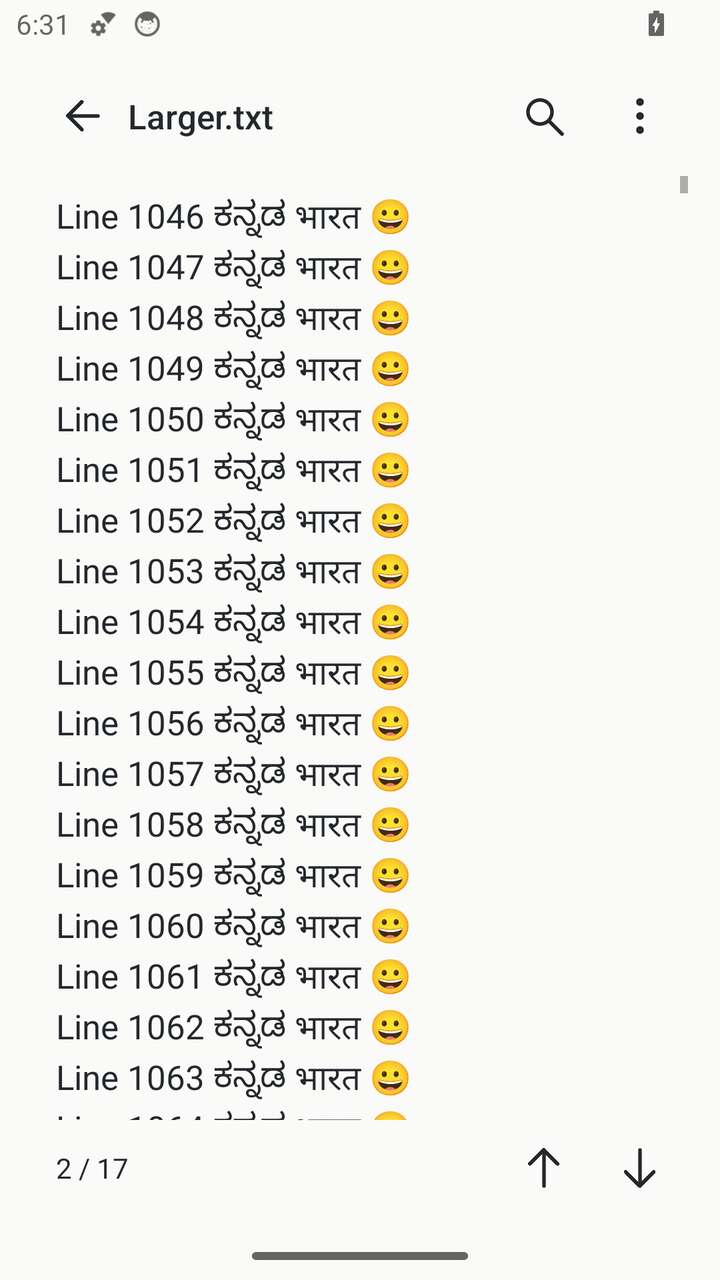 6:31
Larger.txt
Line 1046 ಕನ್ನಡ भारत 😀
Line 1047 ಕನ್ನಡ भारत 😀
Line 1048 ಕನ್ನಡ भारत 😀
Line 1049 ಕನ್ನಡ भारत 😀
Line 1050 ಕನ್ನಡ भारत 😀
Line 1051 ಕನ್ನಡ भारत 😀
Line 1052 ಕನ್ನಡ भारत 😀
Line 1053 ಕನ್ನಡ भारत 😀
Line 1054 ಕನ್ನಡ भारत 😀
Line 1055 ಕನ್ನಡ भारत 😀
Line 1056 ಕನ್ನಡ भारत 😀
Line 1057 ಕನ್ನಡ भारत 😀
Line 1058 ಕನ್ನಡ भारत 😀
Line 1059 ಕನ್ನಡ भारत 😀
Line 1060 ಕನ್ನಡ भारत 😀
Line 1061 ಕನ್ನಡ भारत 😀
Line 1062 ಕನ್ನಡ भारत 😀
Line 1063 ಕನ್ನಡ भारत 😀
2 / 17